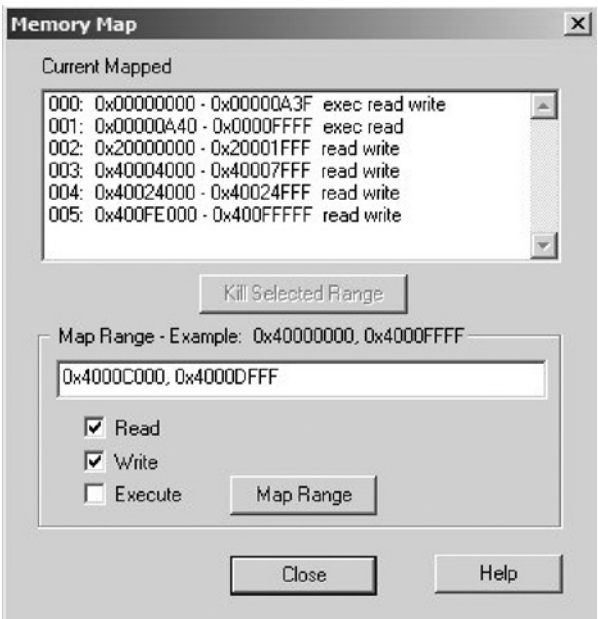 Memory Map
Current Mapped
000: 0x00000000 - 0x00000A3F exec read write
001: 0x00000A40 - 0x0000FFFF exec read
002: 0x20000000 - 0x20001FFF read write
003: 0x40004000 - 0x40007FFF read write
004: 0x40024000 - 0x40024FFF read write
005: 0x400FE000 - 0x400FFFFF read write
Kill Selected Range
Map Range - Example: 0x40000000, 0x4000FFFF
0x4000C000, 0x4000DFFF
Read
Write
Execute Map Range
Close Help